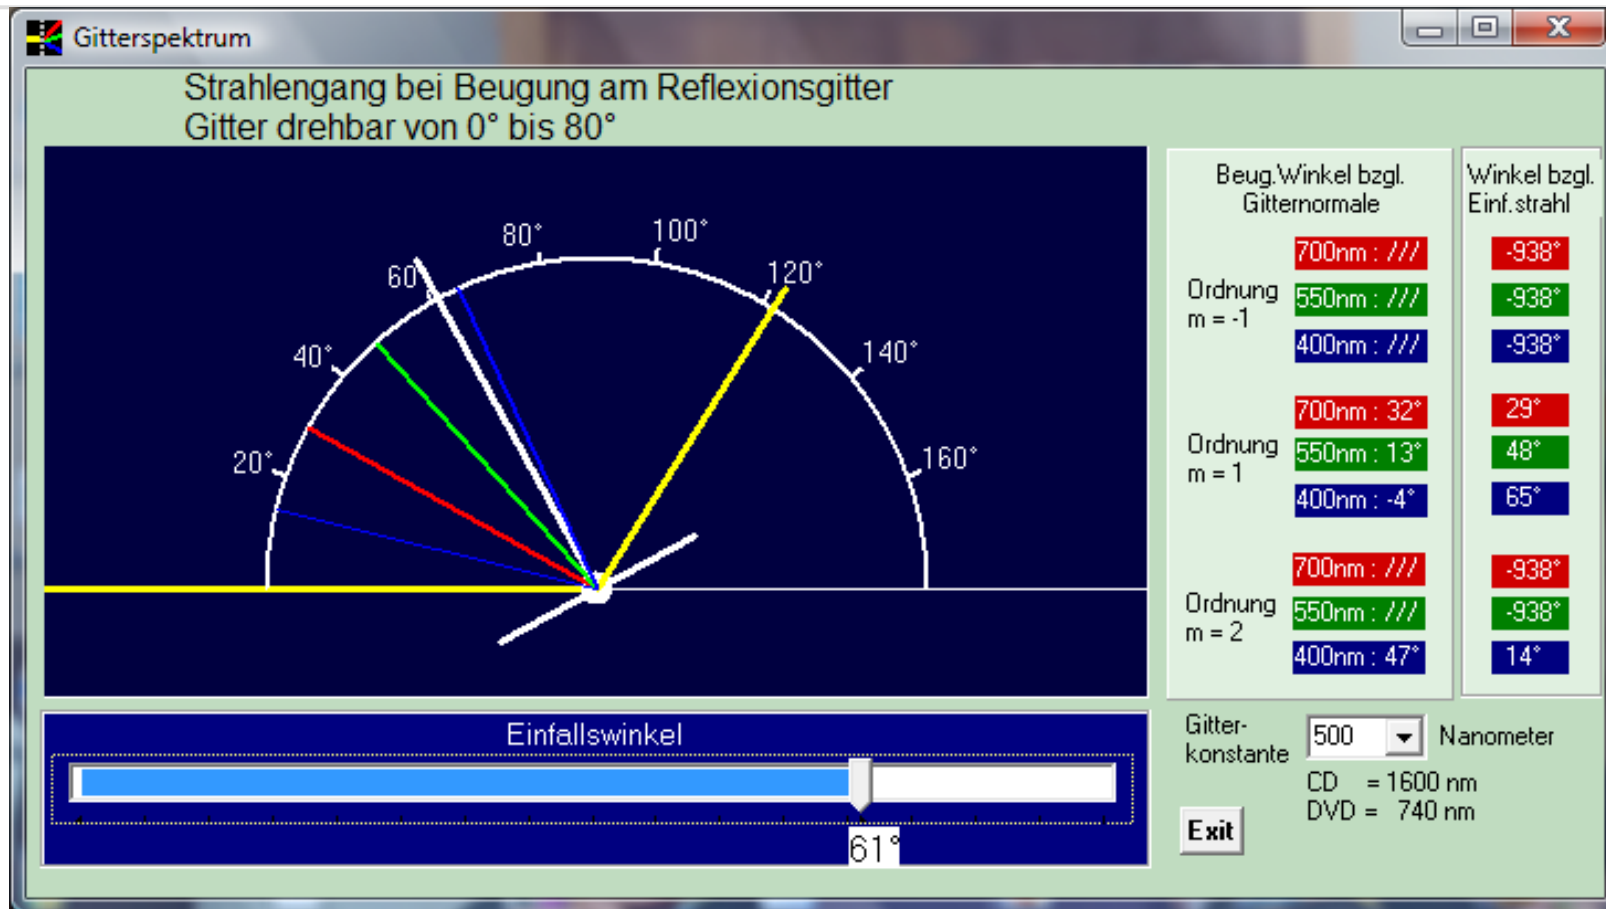 Gitterspektrum
Strahlengang bei Beugung am Reflexionsgitter
Gitter drehbar von 0° bis 80°
20°
40°
60
80°
100°
120°
140°
160°
Beug.Winkel bzgl.
Gitternormale
Ordnung
m = -1
700nm : ///
550nm : ///
400nm : ///
Ordnung
m = 1
700nm : 32°
550nm : 13°
400nm : -4°
Ordnung
m = 2
700nm : ///
550nm : ///
400nm : 47°
Winkel bzgl.
Einf.strahl
-938°
-938°
-938°
29°
48°
65°
-938°
-938°
14°
Einfallswinkel
61°
Gitter-
konstante
500
Nanometer
CD = 1600 nm
DVD = 740 nm
Exit